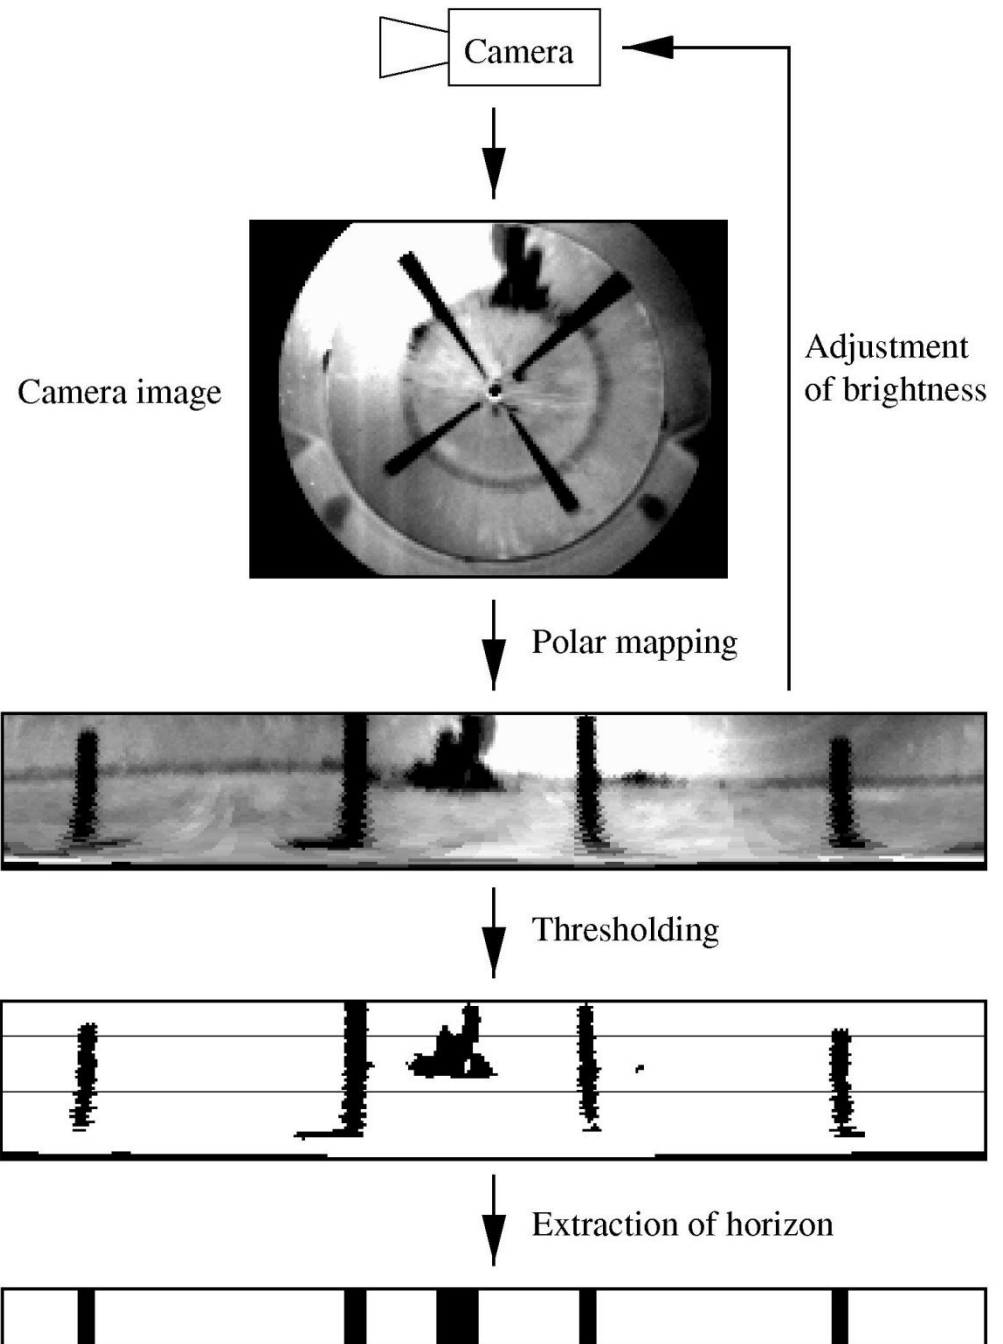 Camera
Adjustment
of brightness
Camera image
Polar mapping
Thresholding
Extraction of horizon